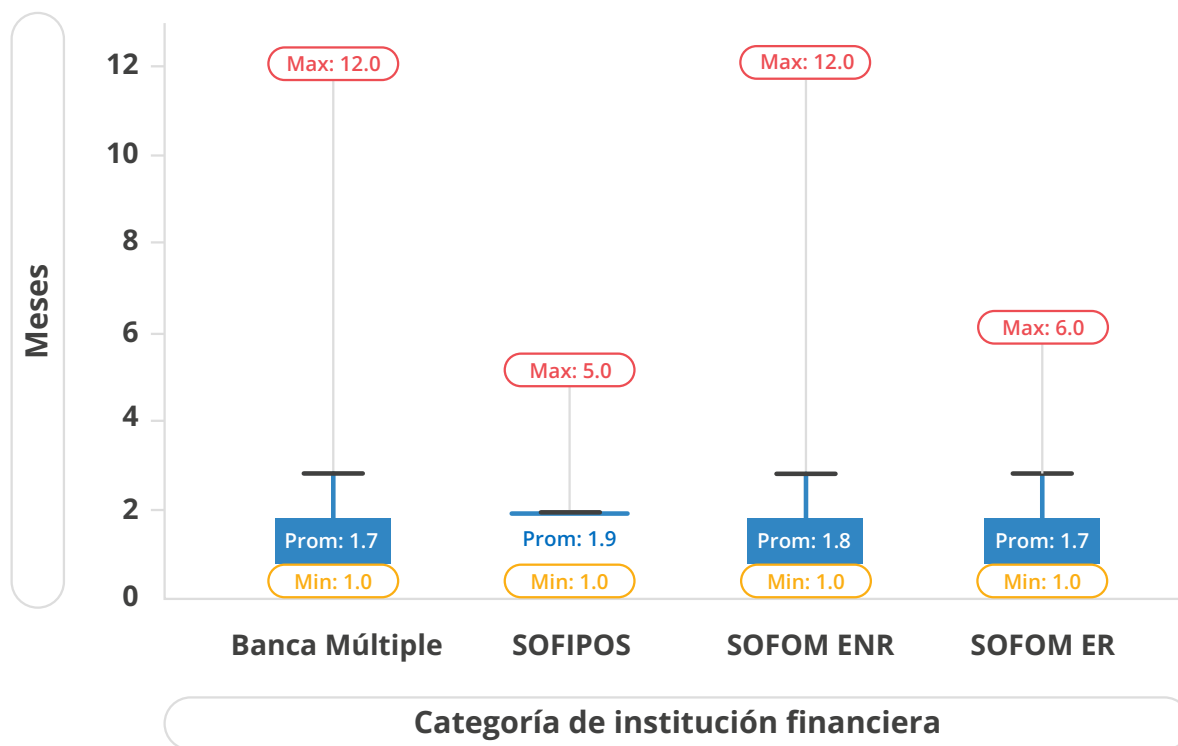 Meses
12
10
8
6
4
2
0
Max: 12.0
Prom: 1.7
Min: 1.0
Max: 5.0
Prom: 1.9
Min: 1.0
Max: 12.0
Prom: 1.8
Min: 1.0
Max: 6.0
Prom: 1.7
Min: 1.0
Banca Múltiple
SOFIPOS
SOFOM ENR
SOFOM ER
Categoría de institución financiera